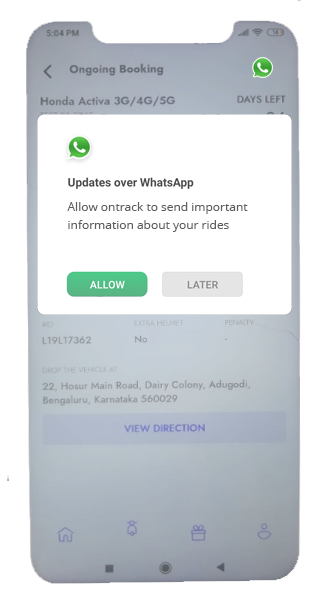 5:04 PM
14
Ongoing Booking
Honda Activa 3G/4G/5G
DAYS LEFT
Updates over WhatsApp
Allow ontrack to send important
information about your rides
ALLOW
LATER
EXTRA HELMET
PENALTY
L19L17362
No
-
DROP THE VEHICLE AT
22, Hosur Main Road, Dairy Colony, Adugodi,
Bengaluru, Karnataka 560029
VIEW DIRECTION